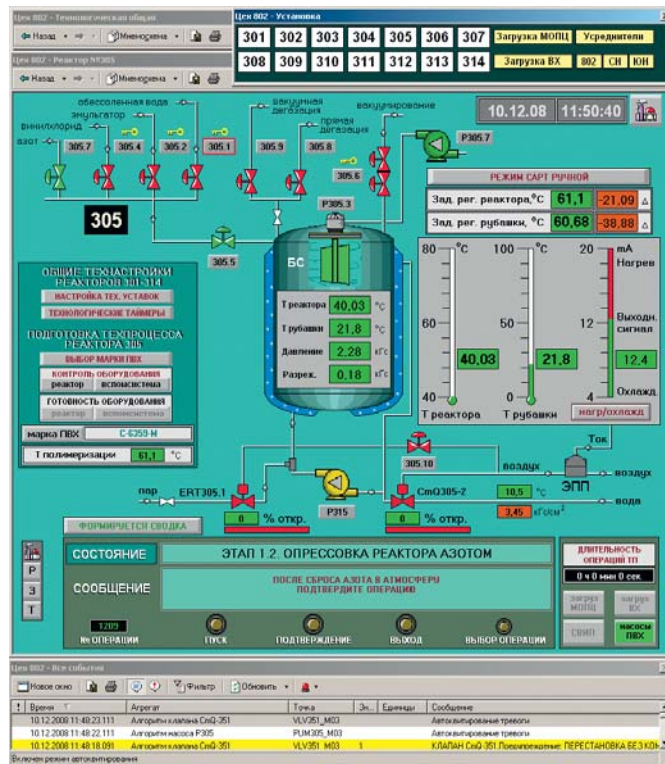 Цех 802 - Технологическая общая
Назад Мнемосхема
Цех 802 - Реактор №305
Назад Мнемосхема
Цех 802 - Установка
301 302 303 304 305 306 307 Загрузка МОПЦ Усреднители
308 309 310 311 312 313 314 Загрузка ВХ 802 СН ЮН
10.12.08 11:50:40
обессоленная вода
эмульгатор
винилхлорид
азот
305.7 305.4 305.2 305.1
вакуумная дегазация
прямая дегазация
305.9 305.8
вакуумирование
305.6
P305.7
P305.3
305
305.5
БС
РЕЖИМ САРТ РУЧНОЙ
Зад. рег. реактора,°C 61,1 -21,09
Зад. рег. рубашки, °C 60,68 -38,88
ОБЩИЕ ТЕХНАСТРОЙКИ
РЕАКТОРОВ 301-314
НАСТРОЙКА ТЕХ. УСТАВОК
ТЕХНОЛОГИЧЕСКИЕ ТАЙМЕРЫ
ПОДГОТОВКА ТЕХПРОЦЕССА
РЕАКТОРА 305
ВЫБОР МАРКИ ПВХ
КОНТРОЛЬ ОБОРУДОВАНИЯ
реактор вспомсистема
ГОТОВНОСТЬ ОБОРУДОВАНИЯ
реактор вспомсистема
марка ПВХ С-6359-М
Т полимеризации 61,1 °C
Т реактора 40,03 °C
Т рубашки 21,8 °C
Давление 2,28 кГс
Разреж. 0,18 кГс
80 °C 100 °C 20 mA
Нагрев
60 50 12
Выходн. сигнал
40,03 21,8 12,4
40 0 4 Охлажд.
Т реактора Т рубашки нагр/охлажд
Ток
305.10
воздух
воздух
ЭПП
пар ERT305.1
P315
CmQ305-2 10,5 °C
вода
3,45 кГс/см²
0 % откр.
0 % откр.
ФОРМИРУЕТСЯ СВОДКА
Р
З
Т
СОСТОЯНИЕ ЭТАП 1.2. ОПРЕССОВКА РЕАКТОРА АЗОТОМ
СООБЩЕНИЕ ПОСЛЕ СБРОСА АЗОТА В АТМОСФЕРУ
ПОДТВЕРДИТЕ ОПЕРАЦИЮ
1209
№ ОПЕРАЦИИ ПУСК ПОДТВЕРЖДЕНИЕ ВЫХОД ВЫБОР ОПЕРАЦИИ
ДЛИТЕЛЬНОСТЬ
ОПЕРАЦИЙ ТП
0 ч 0 мин 0 сек
загруз МОПЦ
загруз ВХ
насосы ПВХ
Цех 802 - Все события
Новое окно Фильтр Обновить
! Время Агрегат Точка Зн... Единицы Сообщение
10.12.2008 11:48:23.111 Алгоритм клапана CmQ-351 VLV351_M03 Автоквитирование тревоги
10.12.2008 11:48:22.111 Алгоритм насоса P305 PUM305_M03 Автоквитирование тревоги
10.12.2008 11:48:18.091 Алгоритм клапана CmQ-351 VLV351_M03 1 КЛАПАН CmQ-351 Предупреждение: ПЕРЕСТАНОВКА БЕЗ КОН
Включен режим автоквитирования